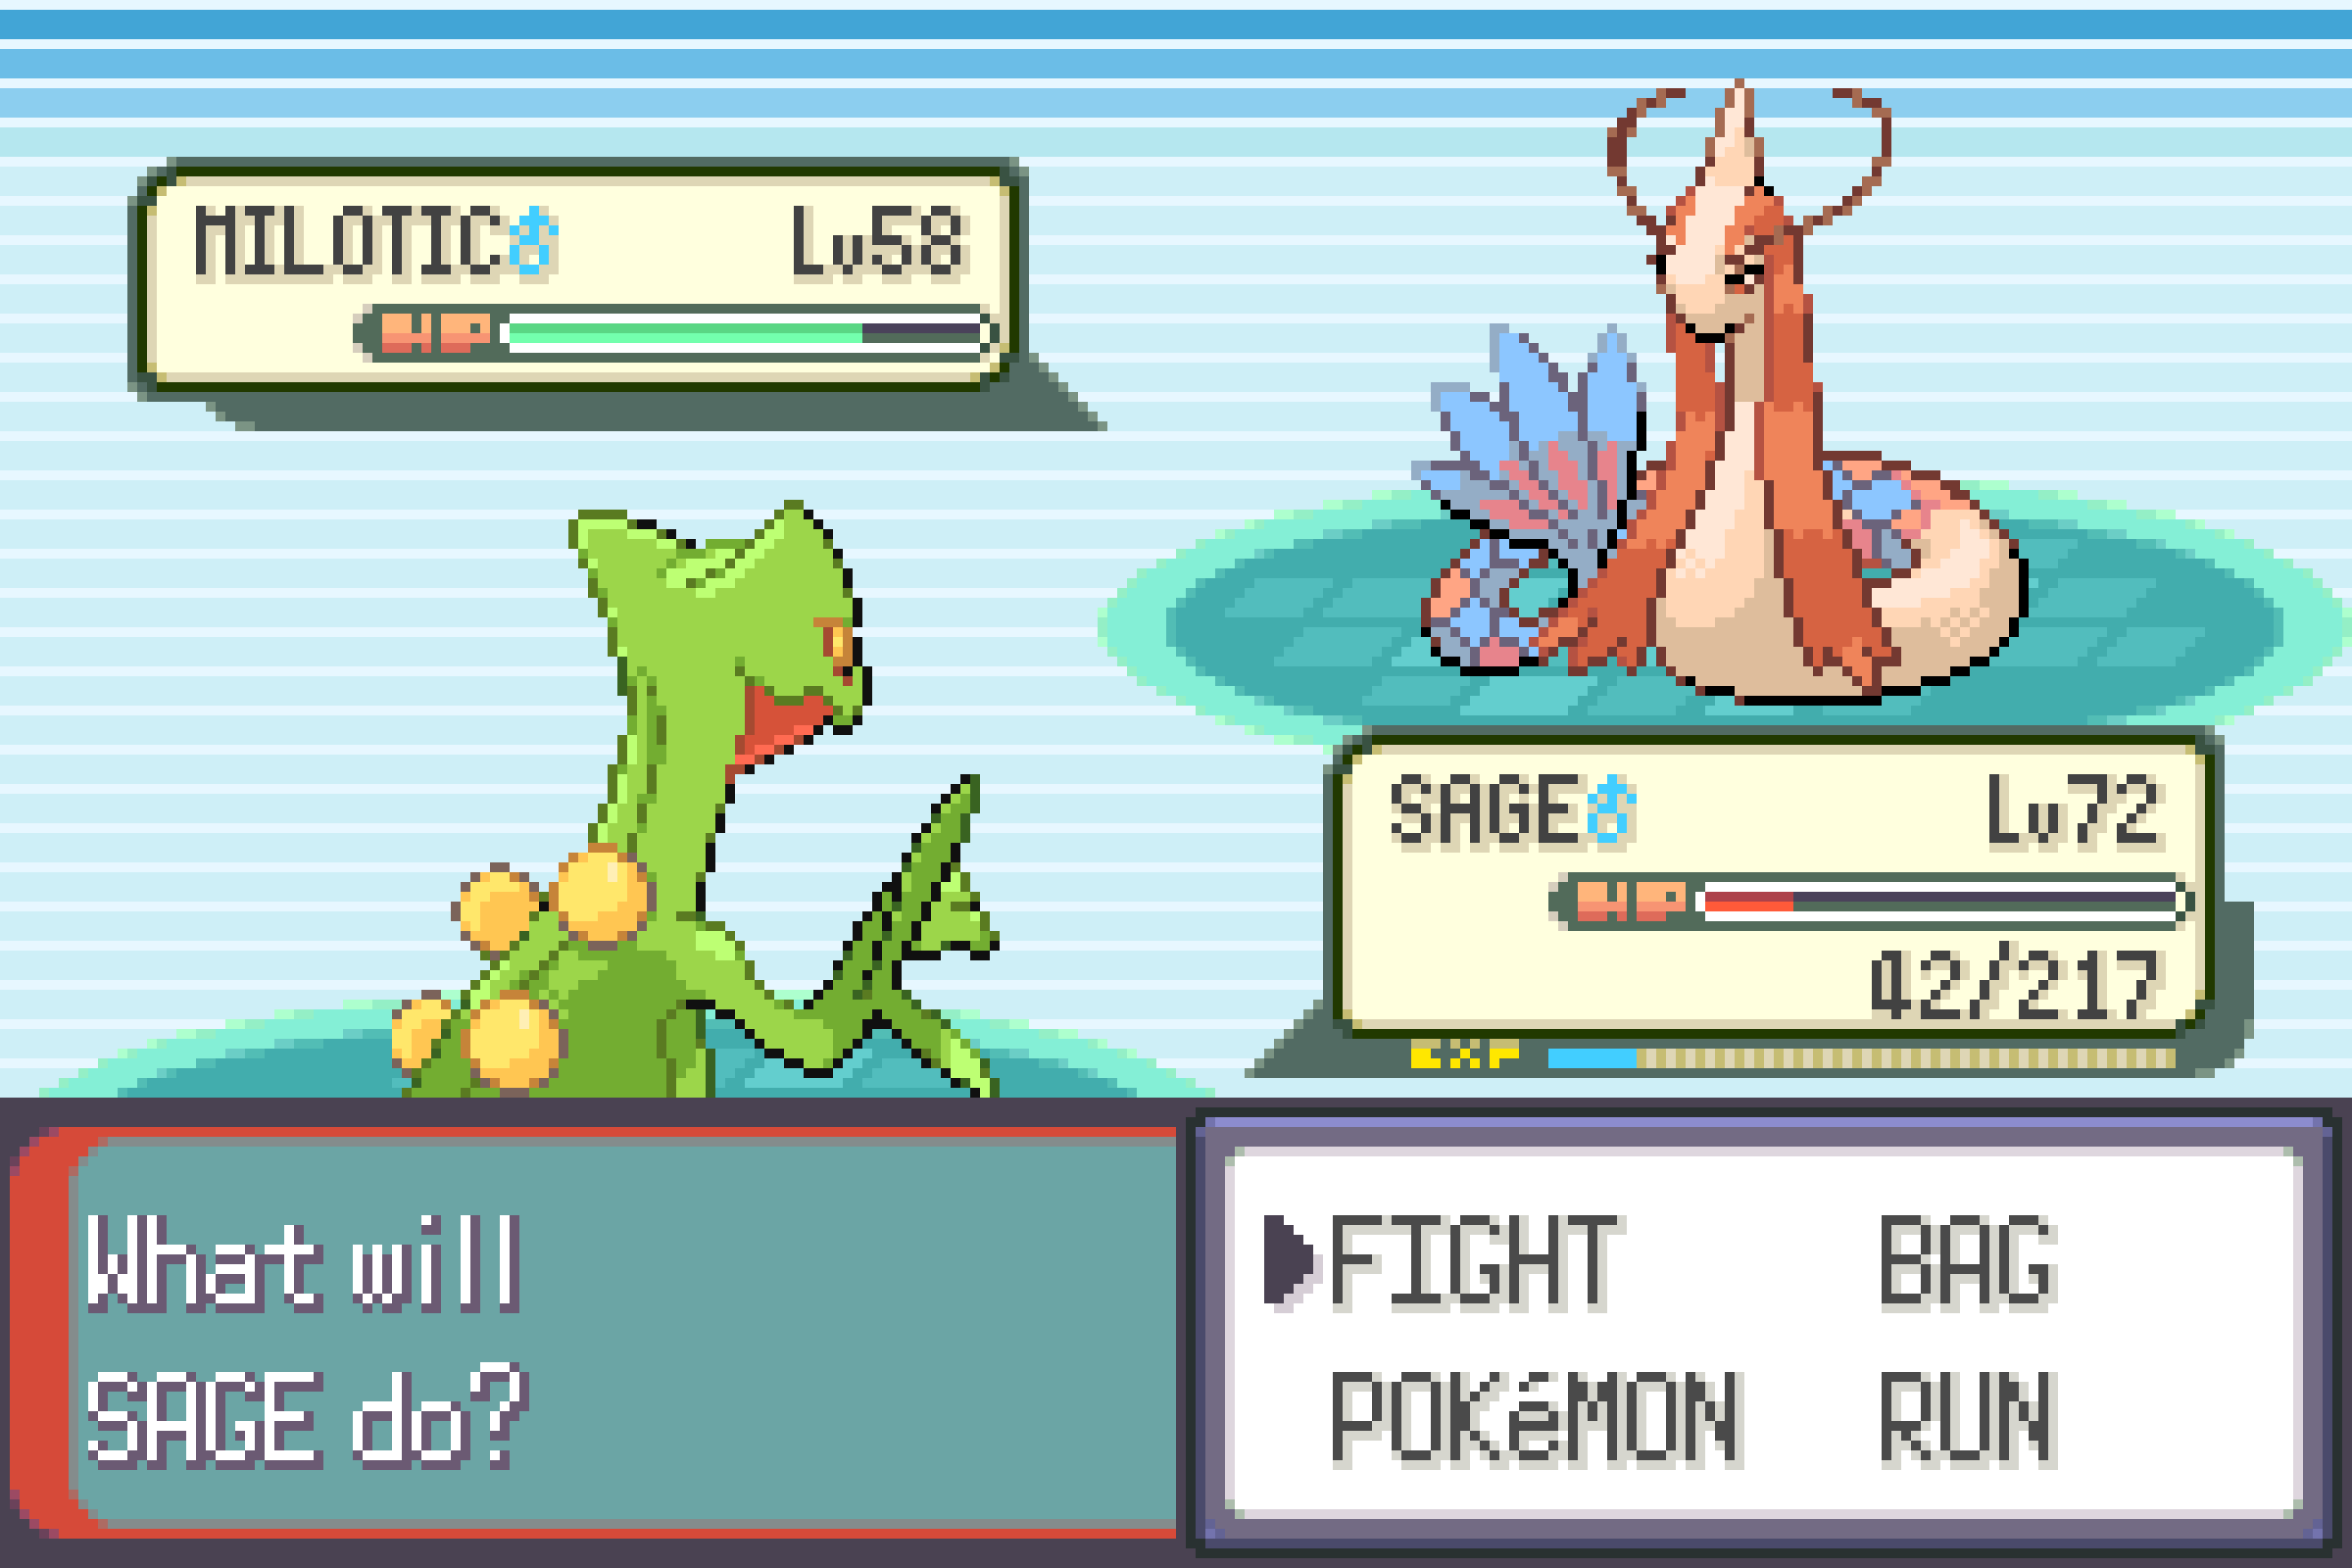 MILOTIC♂ Lv58
HP
SAGE♂ Lv72
HP
42/217
EXP
What will
SAGE do?
FIGHT BAG
POKéMON RUN